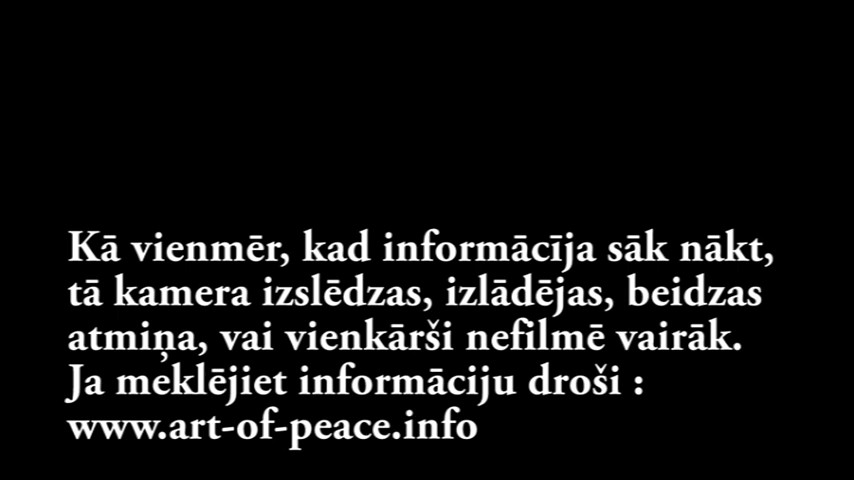 Kā vienmēr, kad informācīja sāk nākt,
tā kamera izslēdzas, izlādējas, beidzas
atmiņa, vai vienkārši nefilmē vairāk.
Ja meklējiet informāciju droši :
www.art-of-peace.info